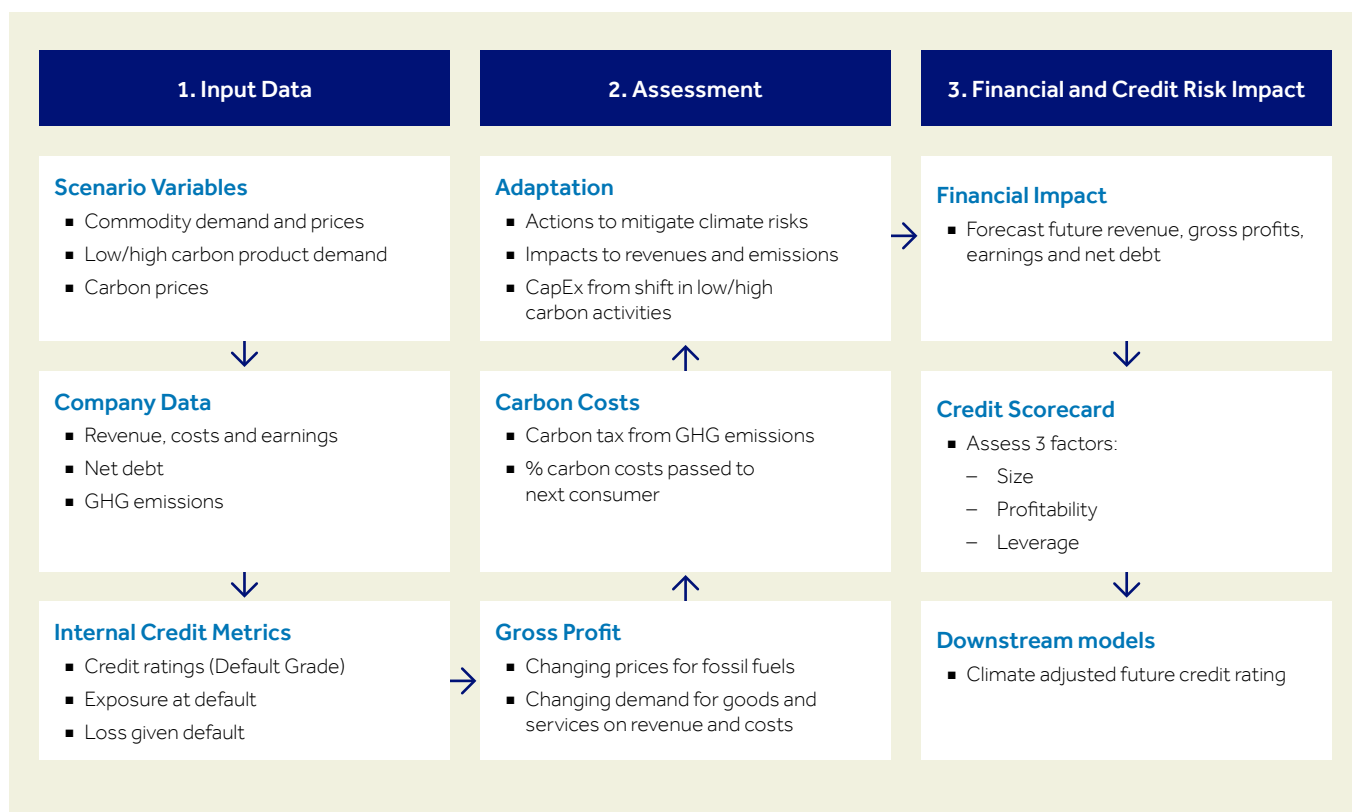 1. Input Data
Scenario Variables
▪ Commodity demand and prices
▪ Low/high carbon product demand
▪ Carbon prices
Company Data
▪ Revenue, costs and earnings
▪ Net debt
▪ GHG emissions
Internal Credit Metrics
▪ Credit ratings (Default Grade)
▪ Exposure at default
▪ Loss given default
2. Assessment
Adaptation
▪ Actions to mitigate climate risks
▪ Impacts to revenues and emissions
▪ CapEx from shift in low/high
carbon activities
Carbon Costs
▪ Carbon tax from GHG emissions
▪ % carbon costs passed to
next consumer
Gross Profit
▪ Changing prices for fossil fuels
▪ Changing demand for goods and
services on revenue and costs
3. Financial and Credit Risk Impact
Financial Impact
▪ Forecast future revenue, gross profits,
earnings and net debt
Credit Scorecard
▪ Assess 3 factors:
– Size
– Profitability
– Leverage
Downstream models
▪ Climate adjusted future credit rating